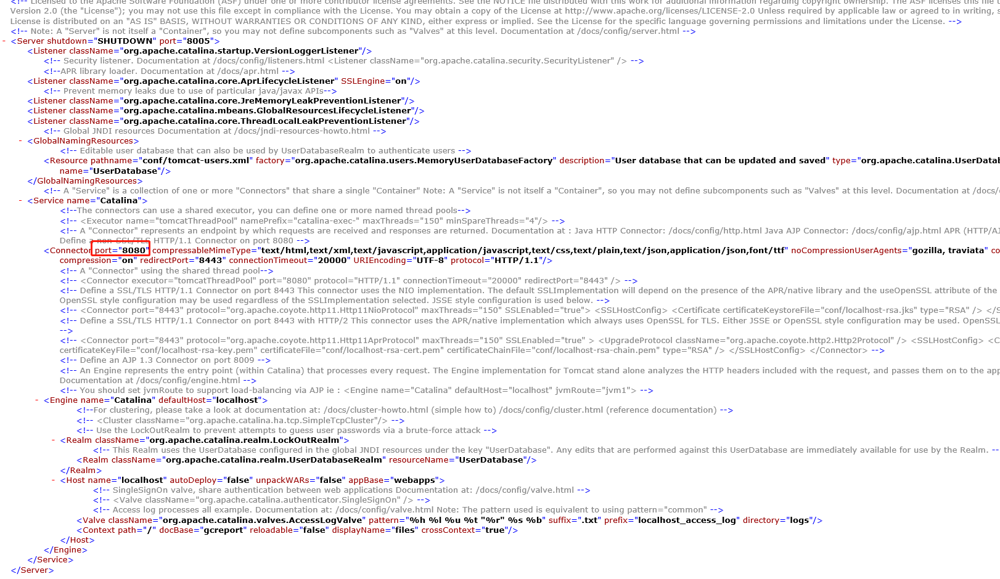 <!-- Licensed to the Apache Software Foundation (ASF) under one or more contributor license agreements. See the NOTICE file distributed with this work for additional information regarding copyright ownership. The ASF licenses this file
Version 2.0 (the "License"); you may not use this file except in compliance with the License. You may obtain a copy of the License at http://www.apache.org/licenses/LICENSE-2.0 Unless required by applicable law or agreed to in writing,
License is distributed on an "AS IS" BASIS, WITHOUT WARRANTIES OR CONDITIONS OF ANY KIND, either express or implied. See the License for the specific language governing permissions and limitations under the License. -->
<!-- Note: A "Server" is not itself a "Container", so you may not define subcomponents such as "Valves" at this level. Documentation at /docs/config/server.html -->
- <Server shutdown="SHUTDOWN" port="8005">
<Listener className="org.apache.catalina.startup.VersionLoggerListener"/>
<!-- Security listener. Documentation at /docs/config/listeners.html <Listener className="org.apache.catalina.security.SecurityListener" /> -->
<!--APR library loader. Documentation at /docs/apr.html -->
<Listener className="org.apache.catalina.core.AprLifecycleListener" SSLEngine="on"/>
<!-- Prevent memory leaks due to use of particular java/javax APIs-->
<Listener className="org.apache.catalina.core.JreMemoryLeakPreventionListener"/>
<Listener className="org.apache.catalina.mbeans.GlobalResourcesLifecycleListener"/>
<Listener className="org.apache.catalina.core.ThreadLocalLeakPreventionListener"/>
<!-- Global JNDI resources Documentation at /docs/jndi-resources-howto.html -->
- <GlobalNamingResources>
<!-- Editable user database that can also be used by UserDatabaseRealm to authenticate users -->
<Resource pathname="conf/tomcat-users.xml" factory="org.apache.catalina.users.MemoryUserDatabaseFactory" description="User database that can be updated and saved" type="org.apache.catalina.UserDatab
name="UserDatabase"/>
</GlobalNamingResources>
<!-- A "Service" is a collection of one or more "Connectors" that share a single "Container" Note: A "Service" is not itself a "Container", so you may not define subcomponents such as "Valves" at this level. Documentation at /docs/
- <Service name="Catalina">
<!--The connectors can use a shared executor, you can define one or more named thread pools-->
<!-- <Executor name="tomcatThreadPool" namePrefix="catalina-exec-" maxThreads="150" minSpareThreads="4"/> -->
<!-- A "Connector" represents an endpoint by which requests are received and responses are returned. Documentation at : Java HTTP Connector: /docs/config/http.html Java AJP Connector: /docs/config/ajp.html APR (HTTP/AJ
Define a non-SSL/TLS HTTP/1.1 Connector on port 8080 -->
<Connector port="8080" compressableMimeType="text/html,text/xml,text/javascript,application/javascript,text/css,text/plain,text/json,application/json,font/ttf" noCompressionUserAgents="gozilla, traviata" co
compression="on" redirectPort="8443" connectionTimeout="20000" URIEncoding="UTF-8" protocol="HTTP/1.1"/>
<!-- A "Connector" using the shared thread pool-->
<!-- <Connector executor="tomcatThreadPool" port="8080" protocol="HTTP/1.1" connectionTimeout="20000" redirectPort="8443" /> -->
<!-- Define a SSL/TLS HTTP/1.1 Connector on port 8443 This connector uses the NIO implementation. The default SSLImplementation will depend on the presence of the APR/native library and the useOpenSSL attribute of the
OpenSSL style configuration may be used regardless of the SSLImplementation selected. JSSE style configuration is used below. -->
<!-- <Connector port="8443" protocol="org.apache.coyote.http11.Http11NioProtocol" maxThreads="150" SSLEnabled="true"> <SSLHostConfig> <Certificate certificateKeystoreFile="conf/localhost-rsa.jks" type="RSA" /> </S
<!-- Define a SSL/TLS HTTP/1.1 Connector on port 8443 with HTTP/2 This connector uses the APR/native implementation which always uses OpenSSL for TLS. Either JSSE or OpenSSL style configuration may be used. OpenSSL
-->
<!-- <Connector port="8443" protocol="org.apache.coyote.http11.Http11AprProtocol" maxThreads="150" SSLEnabled="true" > <UpgradeProtocol className="org.apache.coyote.http2.Http2Protocol" /> <SSLHostConfig> <C
certificateKeyFile="conf/localhost-rsa-key.pem" certificateFile="conf/localhost-rsa-cert.pem" certificateChainFile="conf/localhost-rsa-chain.pem" type="RSA" /> </SSLHostConfig> </Connector> -->
<!-- Define an AJP 1.3 Connector on port 8009 -->
<!-- An Engine represents the entry point (within Catalina) that processes every request. The Engine implementation for Tomcat stand alone analyzes the HTTP headers included with the request, and passes them on to the app
Documentation at /docs/config/engine.html -->
<!-- You should set jvmRoute to support load-balancing via AJP ie : <Engine name="Catalina" defaultHost="localhost" jvmRoute="jvm1"> -->
- <Engine name="Catalina" defaultHost="localhost">
<!--For clustering, please take a look at documentation at: /docs/cluster-howto.html (simple how to) /docs/config/cluster.html (reference documentation) -->
<!-- <Cluster className="org.apache.catalina.ha.tcp.SimpleTcpCluster"/> -->
<!-- Use the LockOutRealm to prevent attempts to guess user passwords via a brute-force attack -->
- <Realm className="org.apache.catalina.realm.LockOutRealm">
<!-- This Realm uses the UserDatabase configured in the global JNDI resources under the key "UserDatabase". Any edits that are performed against this UserDatabase are immediately available for use by the Realm. --
<Realm className="org.apache.catalina.realm.UserDatabaseRealm" resourceName="UserDatabase"/>
</Realm>
- <Host name="localhost" autoDeploy="false" unpackWARs="false" appBase="webapps">
<!-- SingleSignOn valve, share authentication between web applications Documentation at: /docs/config/valve.html -->
<!-- <Valve className="org.apache.catalina.authenticator.SingleSignOn" /> -->
<!-- Access log processes all example. Documentation at: /docs/config/valve.html Note: The pattern used is equivalent to using pattern="common" -->
<Valve className="org.apache.catalina.valves.AccessLogValve" pattern="%h %l %u %t "%r" %s %b" suffix=".txt" prefix="localhost_access_log" directory="logs"/>
<Context path="/" docBase="gcreport" reloadable="false" displayName="files" crossContext="true"/>
</Host>
</Engine>
</Service>
</Server>